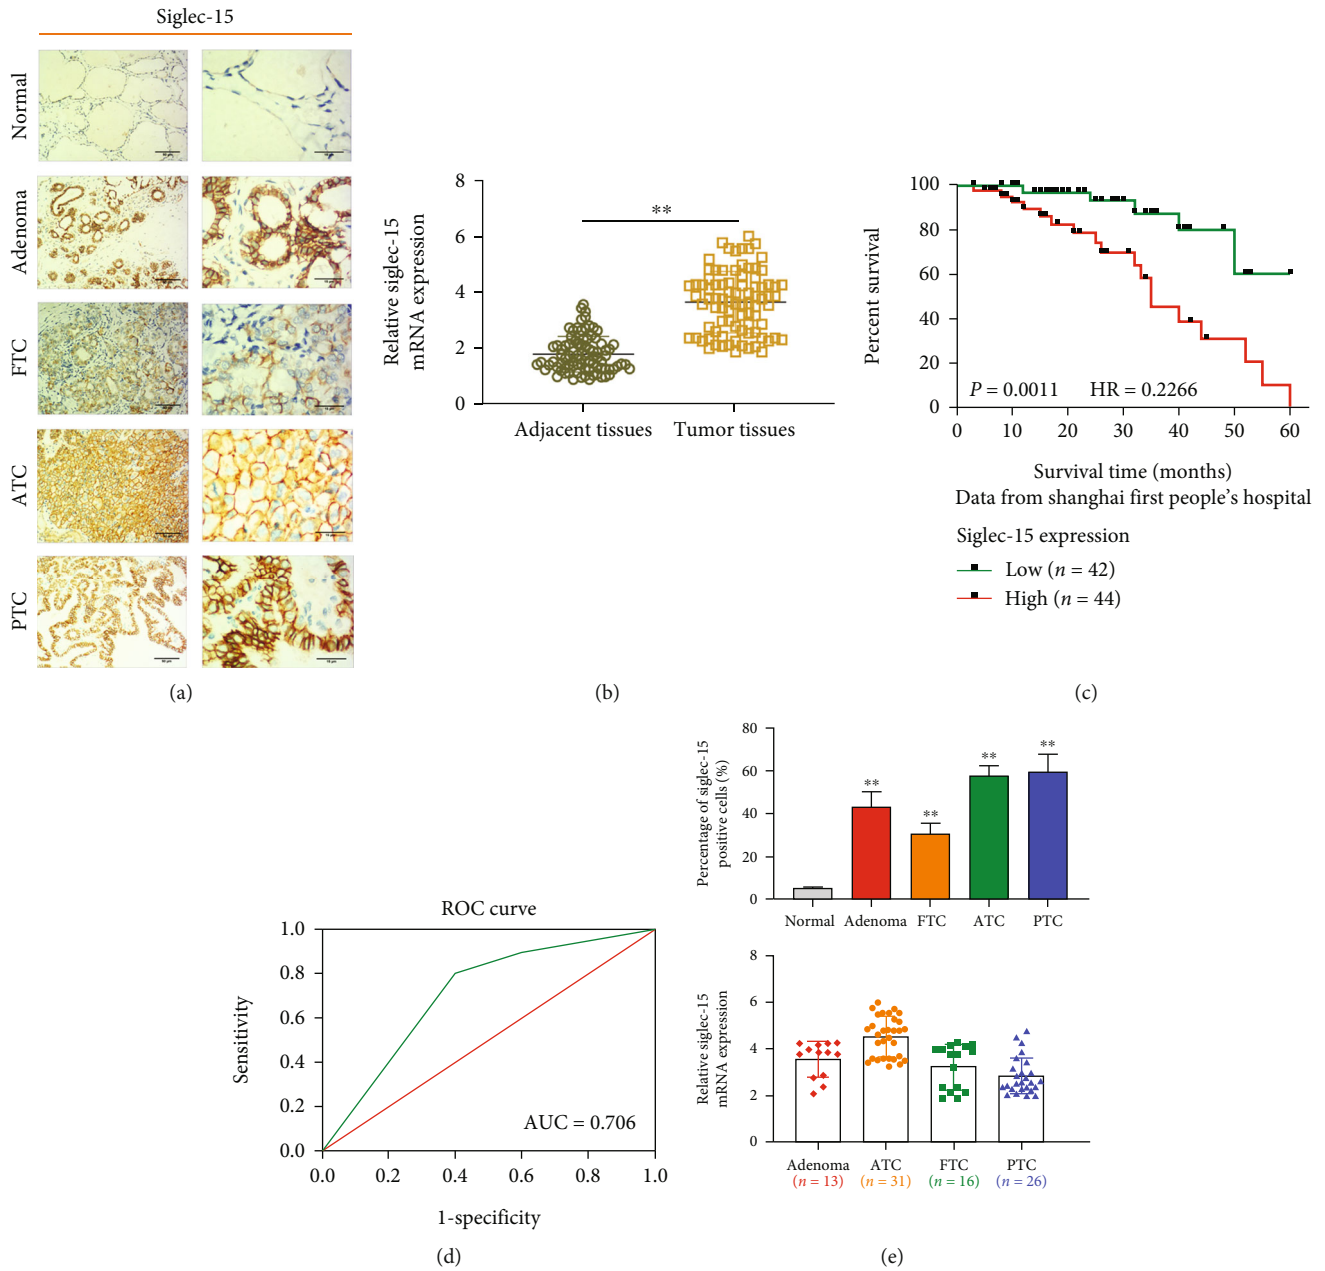 Siglec-15
Normal
Adenoma
FTC
ATC
PTC
(a)
Relative siglec-15
mRNA expression
8
6
4
2
0
**
Adjacent tissues Tumor tissues
(b)
Percent survival
100
80
60
40
20
0
P = 0.0011 HR = 0.2266
0 10 20 30 40 50 60
Survival time (months)
Data from shanghai first people's hospital
Siglec-15 expression
Low (n = 42)
High (n = 44)
(c)
ROC curve
Sensitivity
1.0
0.8
0.6
0.4
0.2
0.0
AUC = 0.706
0.0 0.2 0.4 0.6 0.8 1.0
1-specificity
(d)
Percentage of siglec-15
positive cells (%)
80
60
40
20
0
** ** ** **
Normal Adenoma FTC ATC PTC
Relative siglec-15
mRNA expression
8
6
4
2
0
Adenoma ATC FTC PTC
(n = 13) (n = 31) (n = 16) (n = 26)
(e)